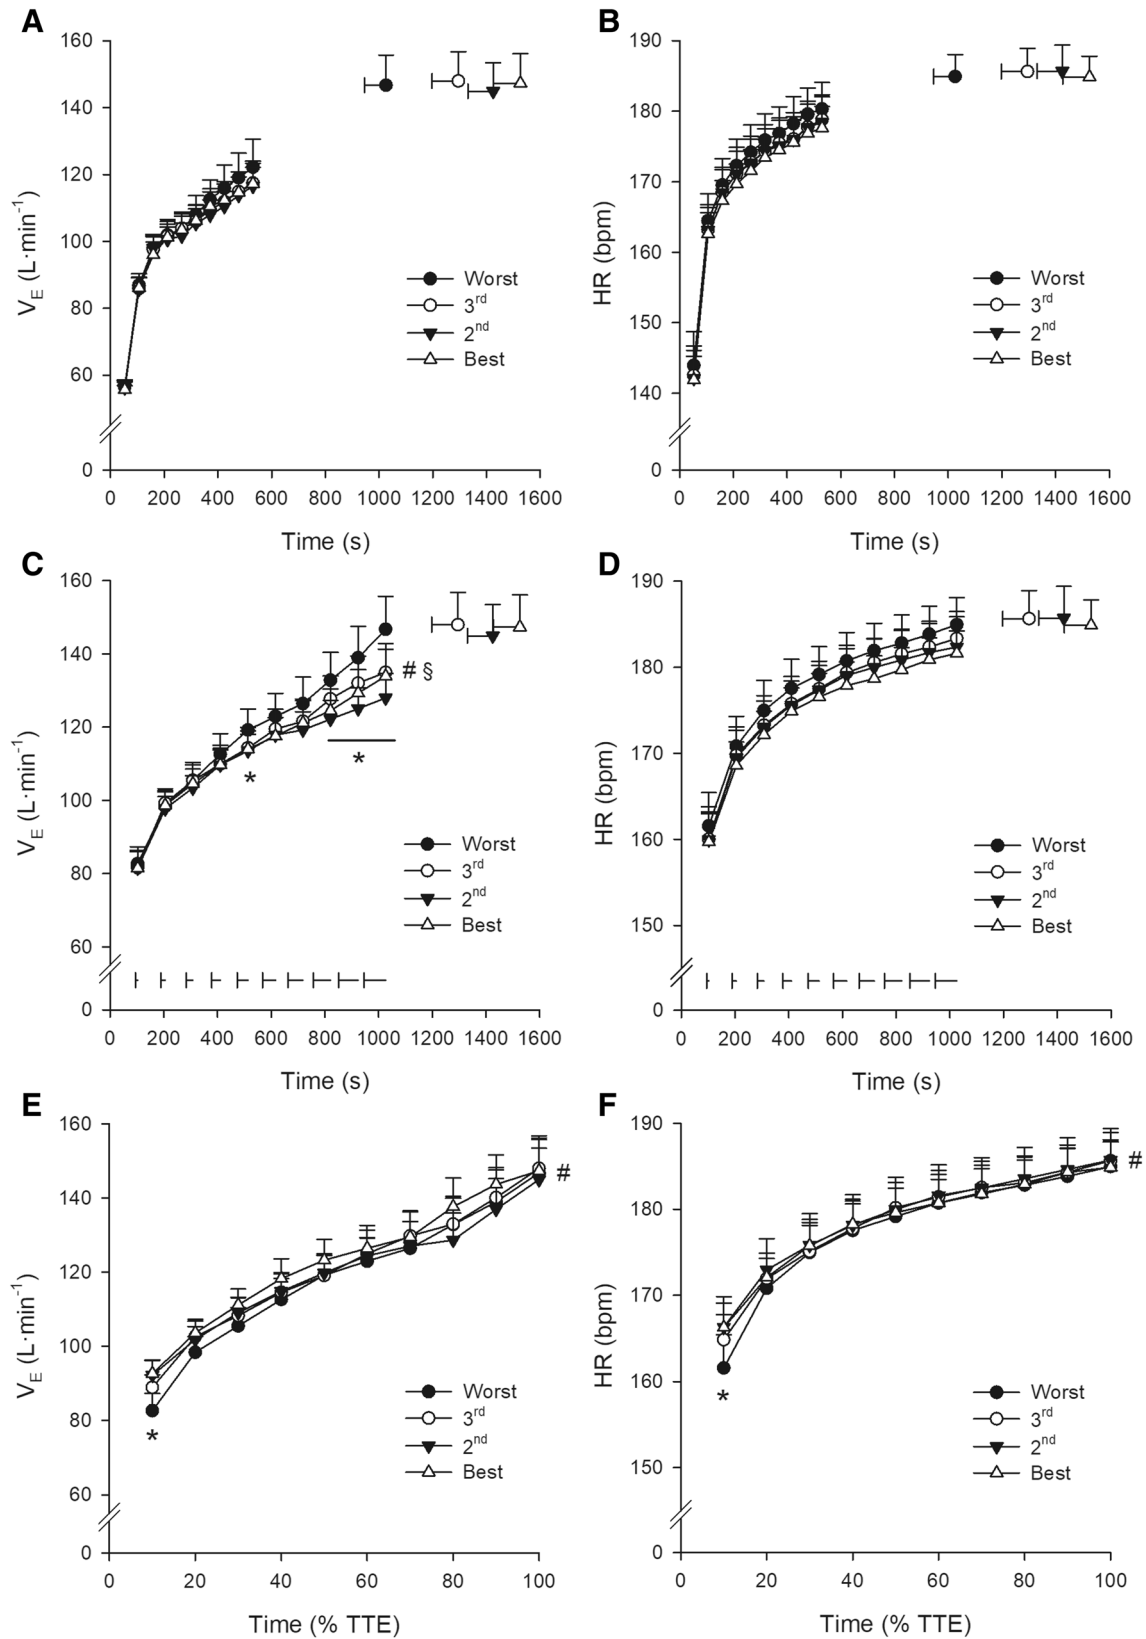 A
160
140
120
100
80
60
0
V_E (L·min⁻¹)
Worst
3rd
2nd
Best
0 200 400 600 800 1000 1200 1400 1600
Time (s)
B
190
180
170
160
150
140
0
HR (bpm)
Worst
3rd
2nd
Best
0 200 400 600 800 1000 1200 1400 1600
Time (s)
C
160
140
120
100
80
60
0
V_E (L·min⁻¹)
# §
*
*
Worst
3rd
2nd
Best
0 200 400 600 800 1000 1200 1400 1600
Time (s)
D
190
180
170
160
150
0
HR (bpm)
Worst
3rd
2nd
Best
0 200 400 600 800 1000 1200 1400 1600
Time (s)
E
160
140
120
100
80
60
0
V_E (L·min⁻¹)
#
*
Worst
3rd
2nd
Best
0 20 40 60 80 100
Time (% TTE)
F
190
180
170
160
150
0
HR (bpm)
#
*
Worst
3rd
2nd
Best
0 20 40 60 80 100
Time (% TTE)